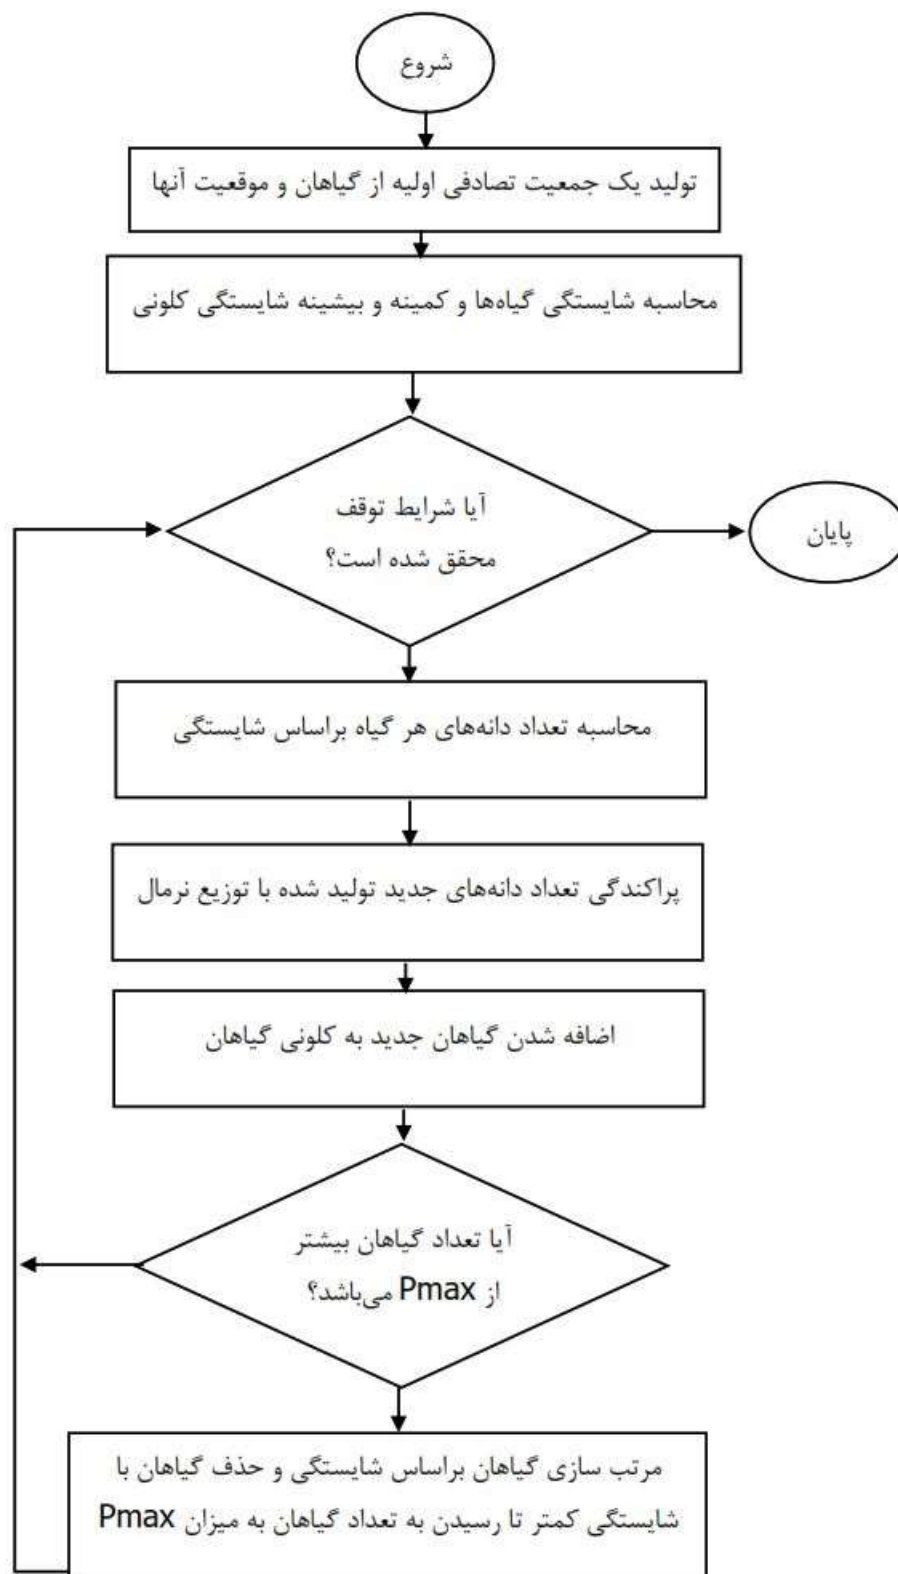 شروع
تولید یک جمعیت تصادفی اولیه از گیاهان و موقعیت آنها
محاسبه شایستگی گیاه‌ها و کمینه و بیشینه شایستگی کلونی
آیا شرایط توقف
محقق شده است؟
پایان
محاسبه تعداد دانه‌های هر گیاه براساس شایستگی
پراکندگی تعداد دانه‌های جدید تولید شده با توزیع نرمال
اضافه شدن گیاهان جدید به کلونی گیاهان
آیا تعداد گیاهان بیشتر
از Pmax می‌باشد؟
مرتب سازی گیاهان براساس شایستگی و حذف گیاهان با
شایستگی کمتر تا رسیدن به تعداد گیاهان به میزان Pmax